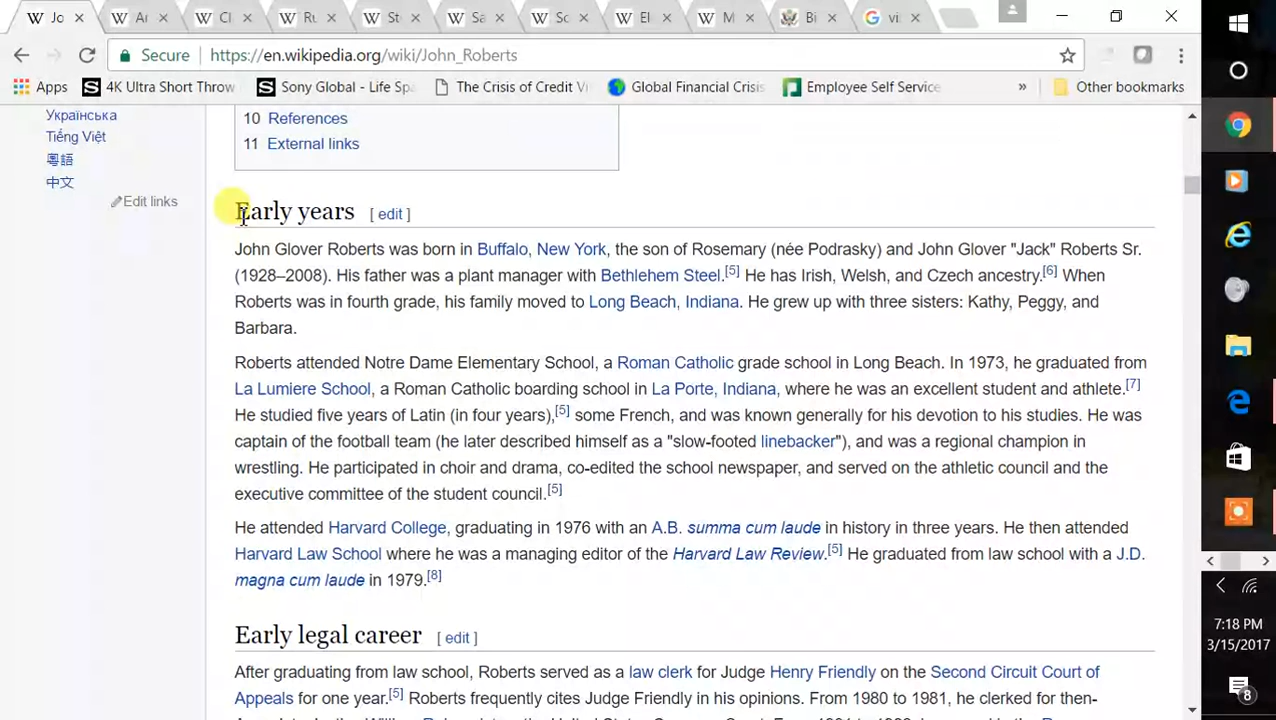 Jo
Ar
Cl
Ru
St
Sa
So
El
M
Bi
vi
Secure
https://en.wikipedia.org/wiki/John_Roberts
Apps
4K Ultra Short Throw
Sony Global - Life Spa
The Crisis of Credit Vi
Global Financial Crisis
Employee Self Service
»
Other bookmarks
Українська
Tiếng Việt
粵語
中文
Edit links
10 References
11 External links
Early years [ edit ]
John Glover Roberts was born in Buffalo, New York, the son of Rosemary (née Podrasky) and John Glover "Jack" Roberts Sr.
(1928–2008). His father was a plant manager with Bethlehem Steel.[5] He has Irish, Welsh, and Czech ancestry.[6] When
Roberts was in fourth grade, his family moved to Long Beach, Indiana. He grew up with three sisters: Kathy, Peggy, and
Barbara.
Roberts attended Notre Dame Elementary School, a Roman Catholic grade school in Long Beach. In 1973, he graduated from
La Lumiere School, a Roman Catholic boarding school in La Porte, Indiana, where he was an excellent student and athlete.[7]
He studied five years of Latin (in four years),[5] some French, and was known generally for his devotion to his studies. He was
captain of the football team (he later described himself as a "slow-footed linebacker"), and was a regional champion in
wrestling. He participated in choir and drama, co-edited the school newspaper, and served on the athletic council and the
executive committee of the student council.[5]
He attended Harvard College, graduating in 1976 with an A.B. summa cum laude in history in three years. He then attended
Harvard Law School where he was a managing editor of the Harvard Law Review.[5] He graduated from law school with a J.D.
magna cum laude in 1979.[8]
Early legal career [ edit ]
After graduating from law school, Roberts served as a law clerk for Judge Henry Friendly on the Second Circuit Court of
Appeals for one year.[5] Roberts frequently cites Judge Friendly in his opinions. From 1980 to 1981, he clerked for then-
7:18 PM
3/15/2017
8